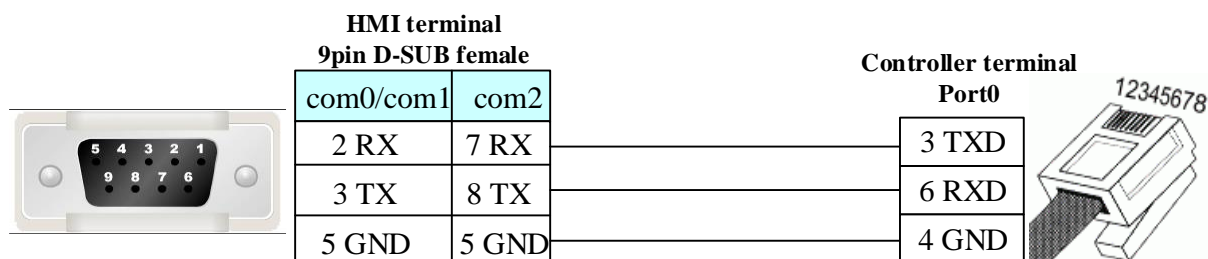 HMI terminal
9pin D-SUB female
com0/com1 com2
2 RX 7 RX
3 TX 8 TX
5 GND 5 GND
Controller terminal
Port0
3 TXD
6 RXD
4 GND
12345678
5 4 3 2 1
9 8 7 6